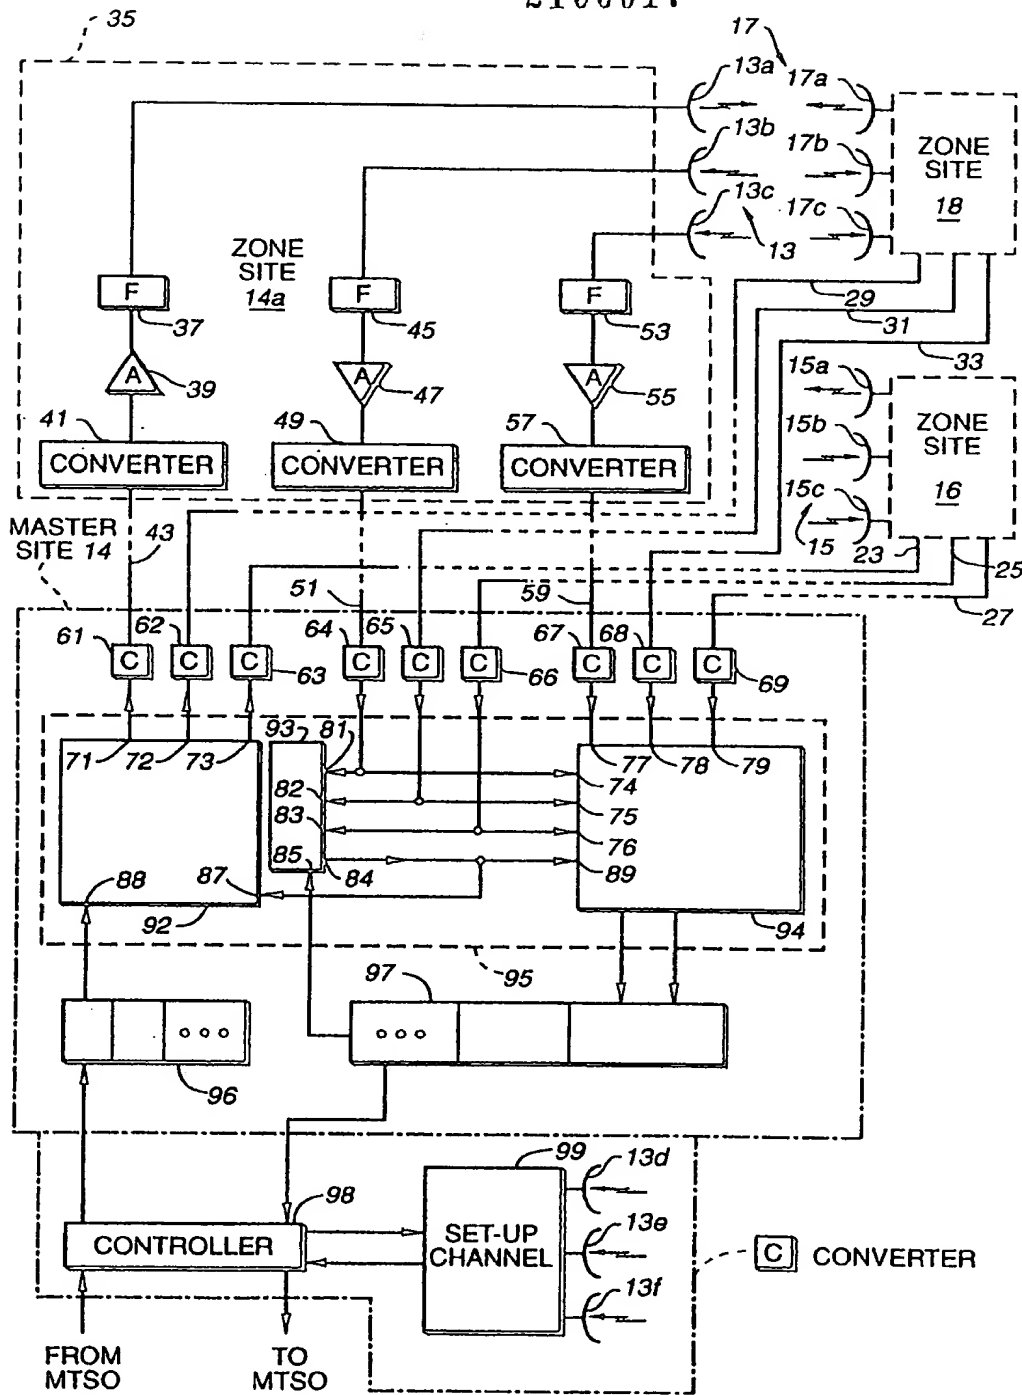 35
17
13a
17a
13b
17b
13c
17c
13
ZONE
SITE
18
ZONE
SITE
14a
F
37
F
45
F
53
29
31
33
A
39
A
47
A
55
15a
15b
15c
15
ZONE
SITE
16
41
CONVERTER
49
CONVERTER
57
CONVERTER
MASTER
SITE 14
43
51
59
23
25
27
61
C
62
C
C
63
64
C
65
C
C
66
67
C
68
C
C
69
71
72
73
93
81
82
83
85
84
77
78
79
74
75
76
89
88
87
92
94
95
97
96
99
13d
13e
13f
98
CONTROLLER
SET-UP
CHANNEL
C CONVERTER
FROM
MTSO
TO
MTSO